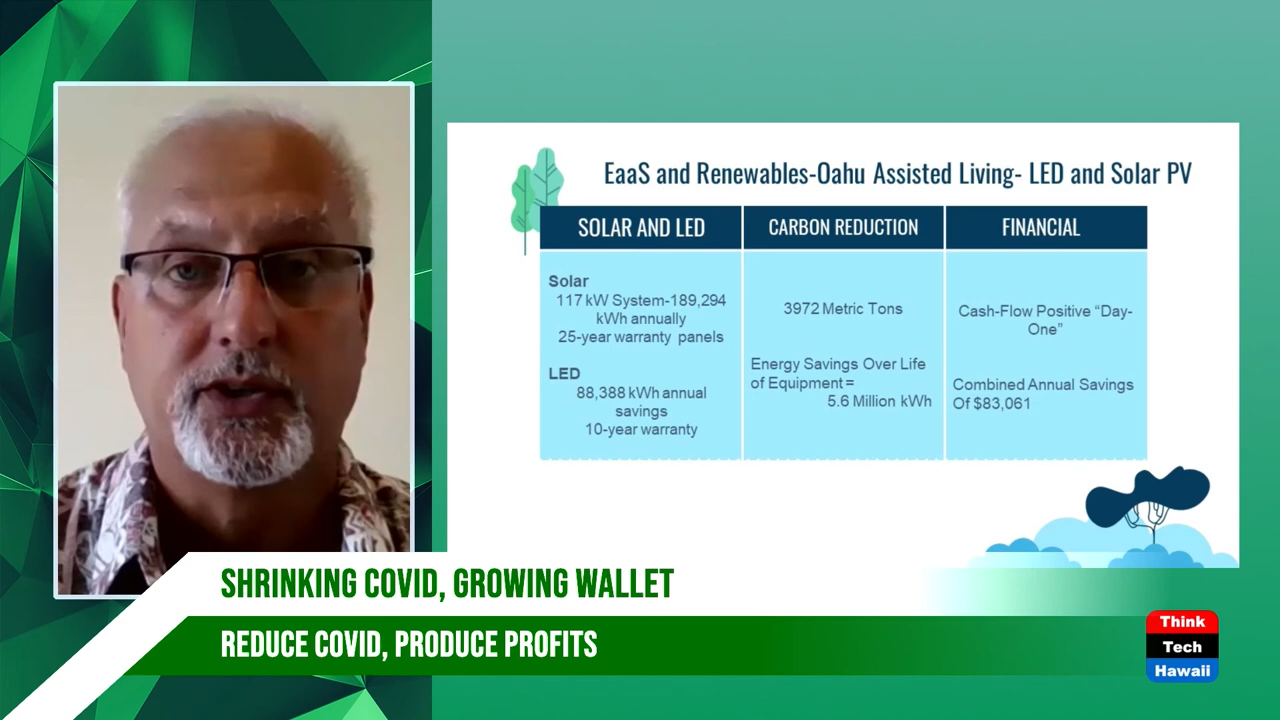 EaaS and Renewables-Oahu Assisted Living- LED and Solar PV
SOLAR AND LED
CARBON REDUCTION
FINANCIAL
Solar
117 kW System-189,294
kWh annually
25-year warranty panels
LED
88,388 kWh annual
savings
10-year warranty
3972 Metric Tons
Energy Savings Over Life
of Equipment =
5.6 Million kWh
Cash-Flow Positive “Day-
One”
Combined Annual Savings
Of $83,061
SHRINKING COVID, GROWING WALLET
REDUCE COVID, PRODUCE PROFITS
Think
Tech
Hawaii